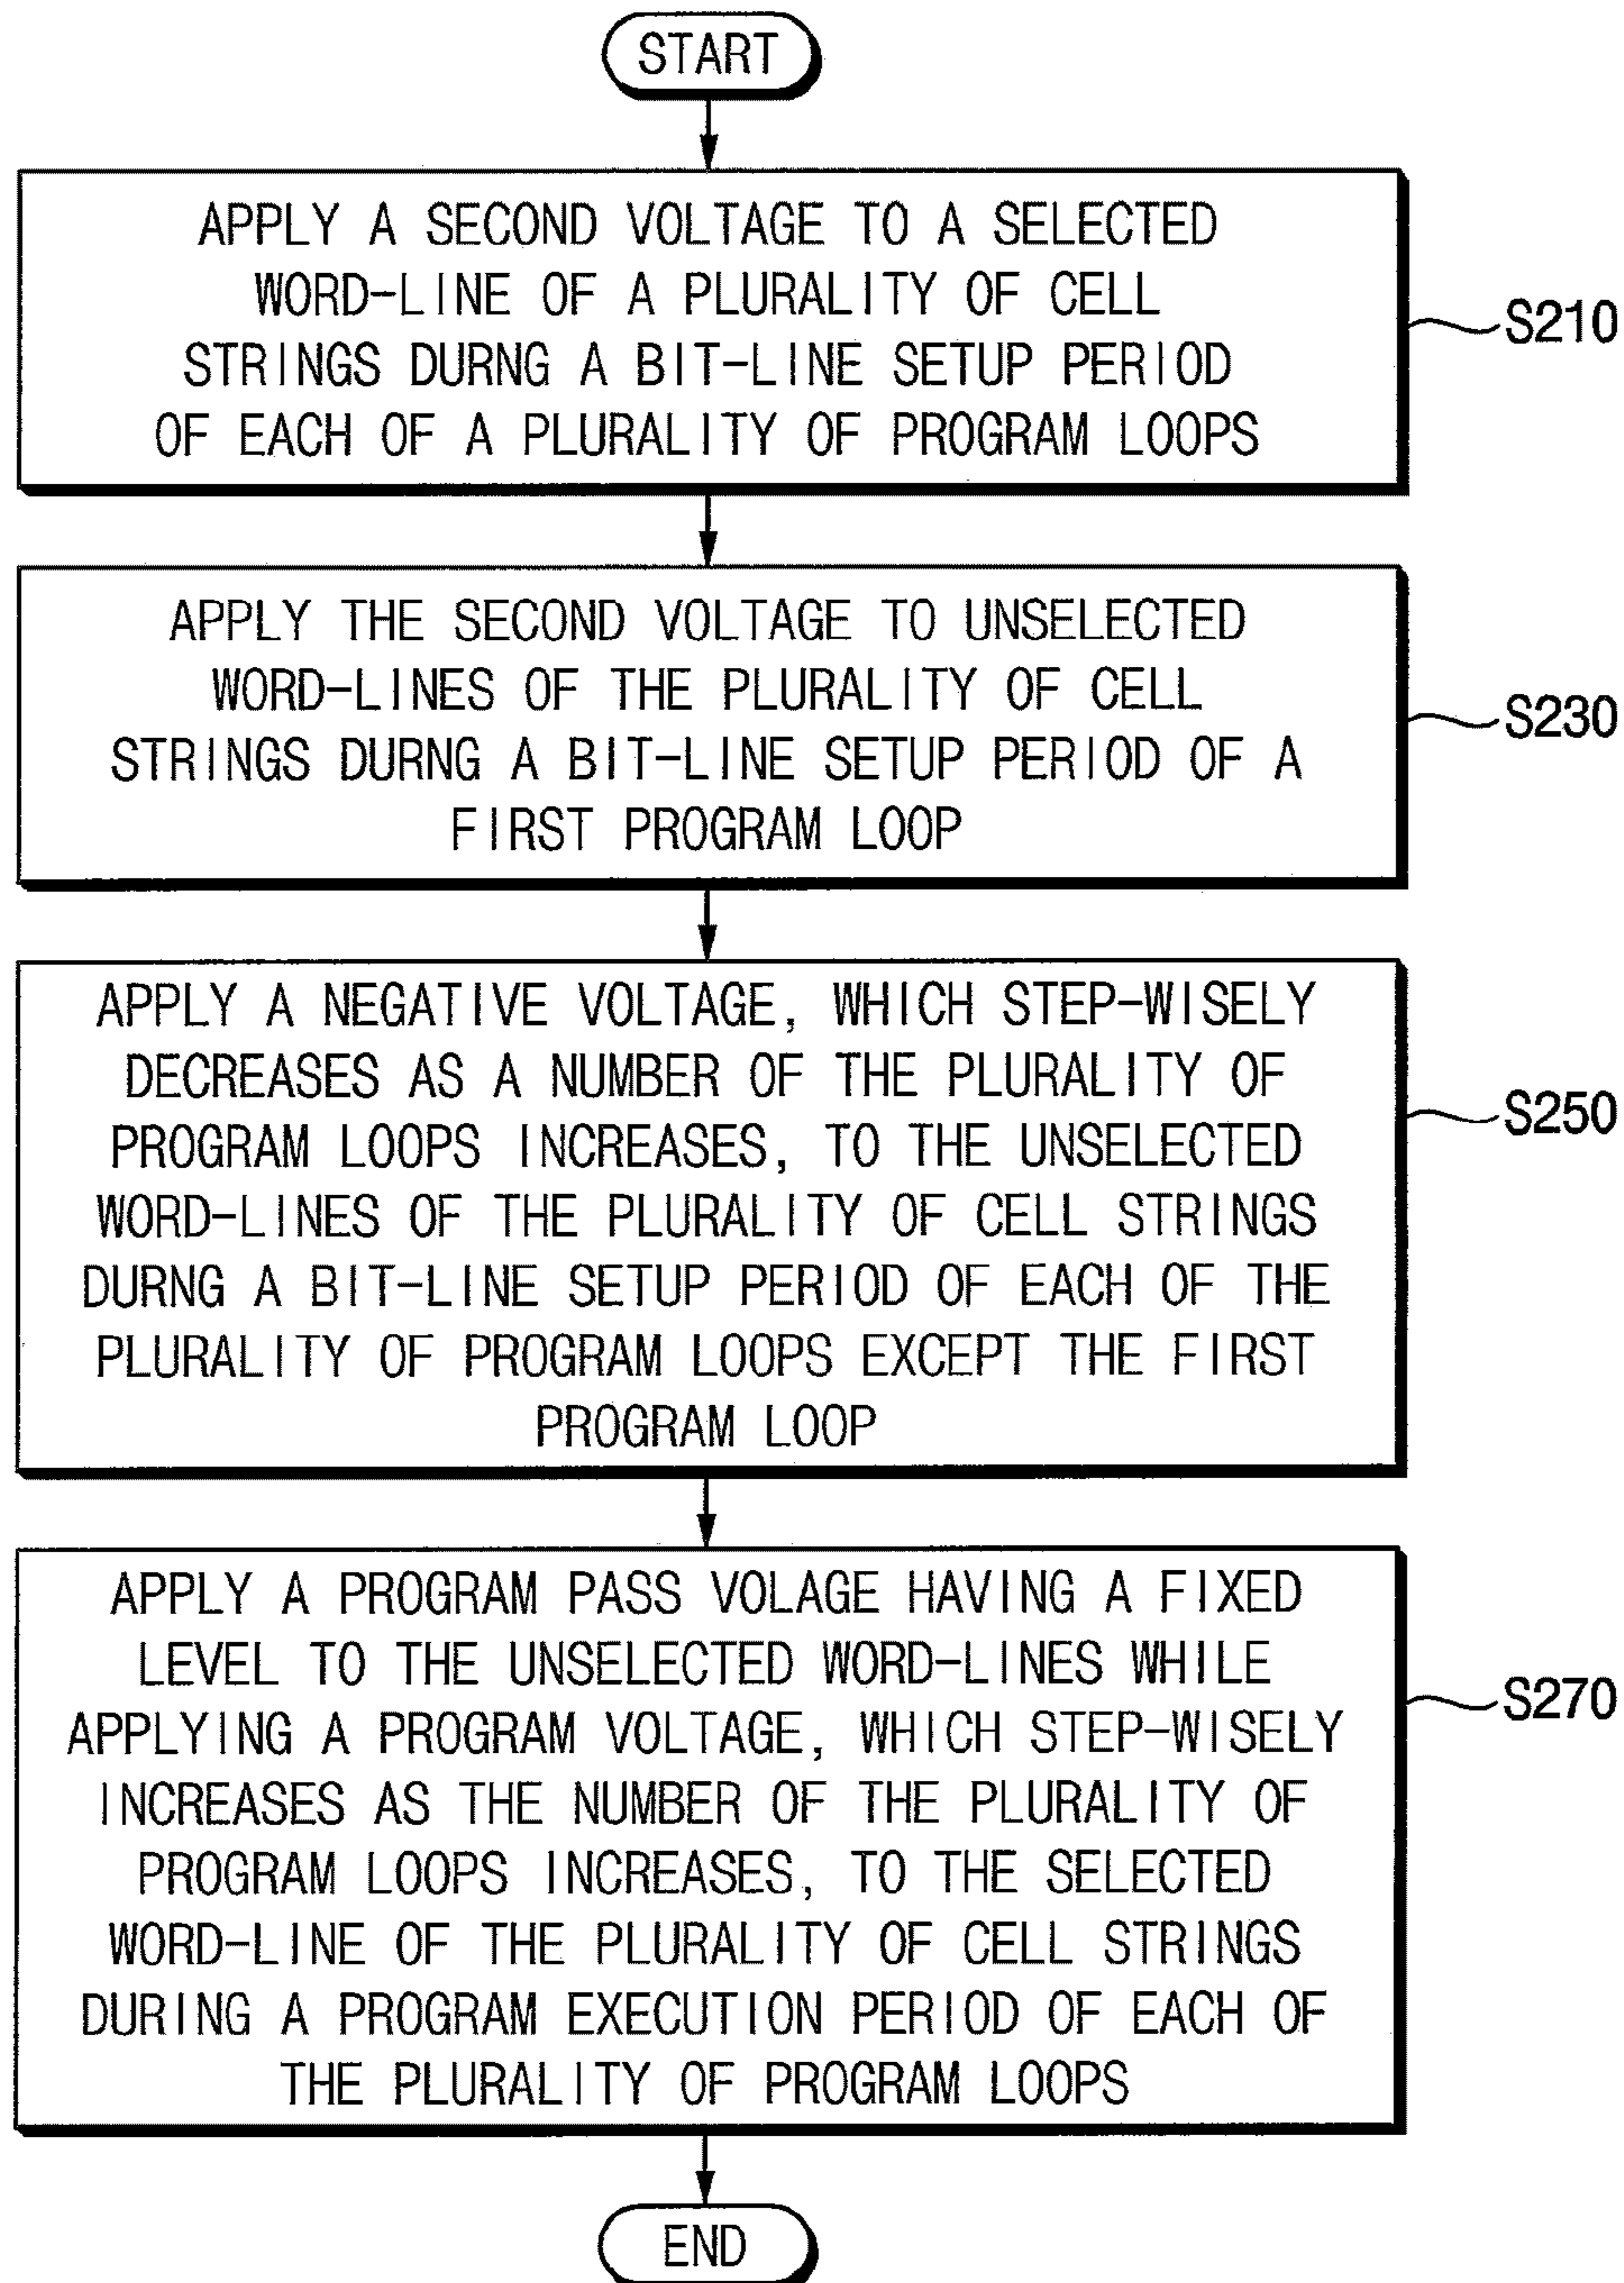 START
APPLY A SECOND VOLTAGE TO A SELECTED
WORD-LINE OF A PLURALITY OF CELL
STRINGS DURNG A BIT-LINE SETUP PERIOD
OF EACH OF A PLURALITY OF PROGRAM LOOPS
S210
APPLY THE SECOND VOLTAGE TO UNSELECTED
WORD-LINES OF THE PLURALITY OF CELL
STRINGS DURNG A BIT-LINE SETUP PERIOD OF A
FIRST PROGRAM LOOP
S230
APPLY A NEGATIVE VOLTAGE, WHICH STEP-WISELY
DECREASES AS A NUMBER OF THE PLURALITY OF
PROGRAM LOOPS INCREASES, TO THE UNSELECTED
WORD-LINES OF THE PLURALITY OF CELL STRINGS
DURNG A BIT-LINE SETUP PERIOD OF EACH OF THE
PLURALITY OF PROGRAM LOOPS EXCEPT THE FIRST
PROGRAM LOOP
S250
APPLY A PROGRAM PASS VOLAGE HAVING A FIXED
LEVEL TO THE UNSELECTED WORD-LINES WHILE
APPLYING A PROGRAM VOLTAGE, WHICH STEP-WISELY
INCREASES AS THE NUMBER OF THE PLURALITY OF
PROGRAM LOOPS INCREASES, TO THE SELECTED
WORD-LINE OF THE PLURALITY OF CELL STRINGS
DURING A PROGRAM EXECUTION PERIOD OF EACH OF
THE PLURALITY OF PROGRAM LOOPS
S270
END